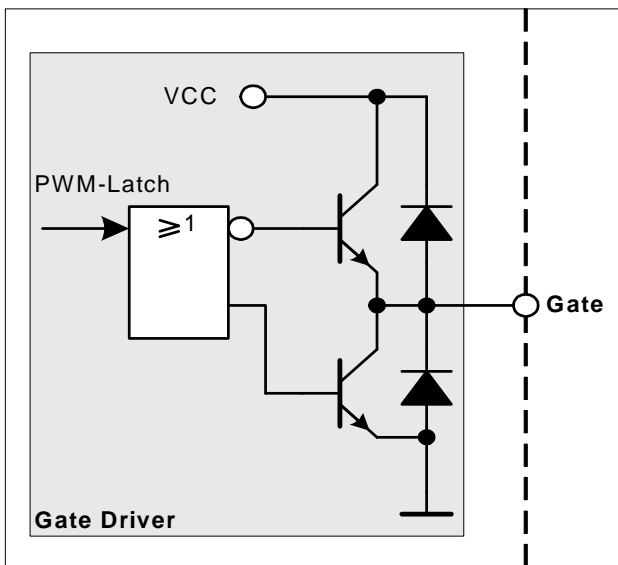 VCC
PWM-Latch
≥1
Gate
Gate Driver